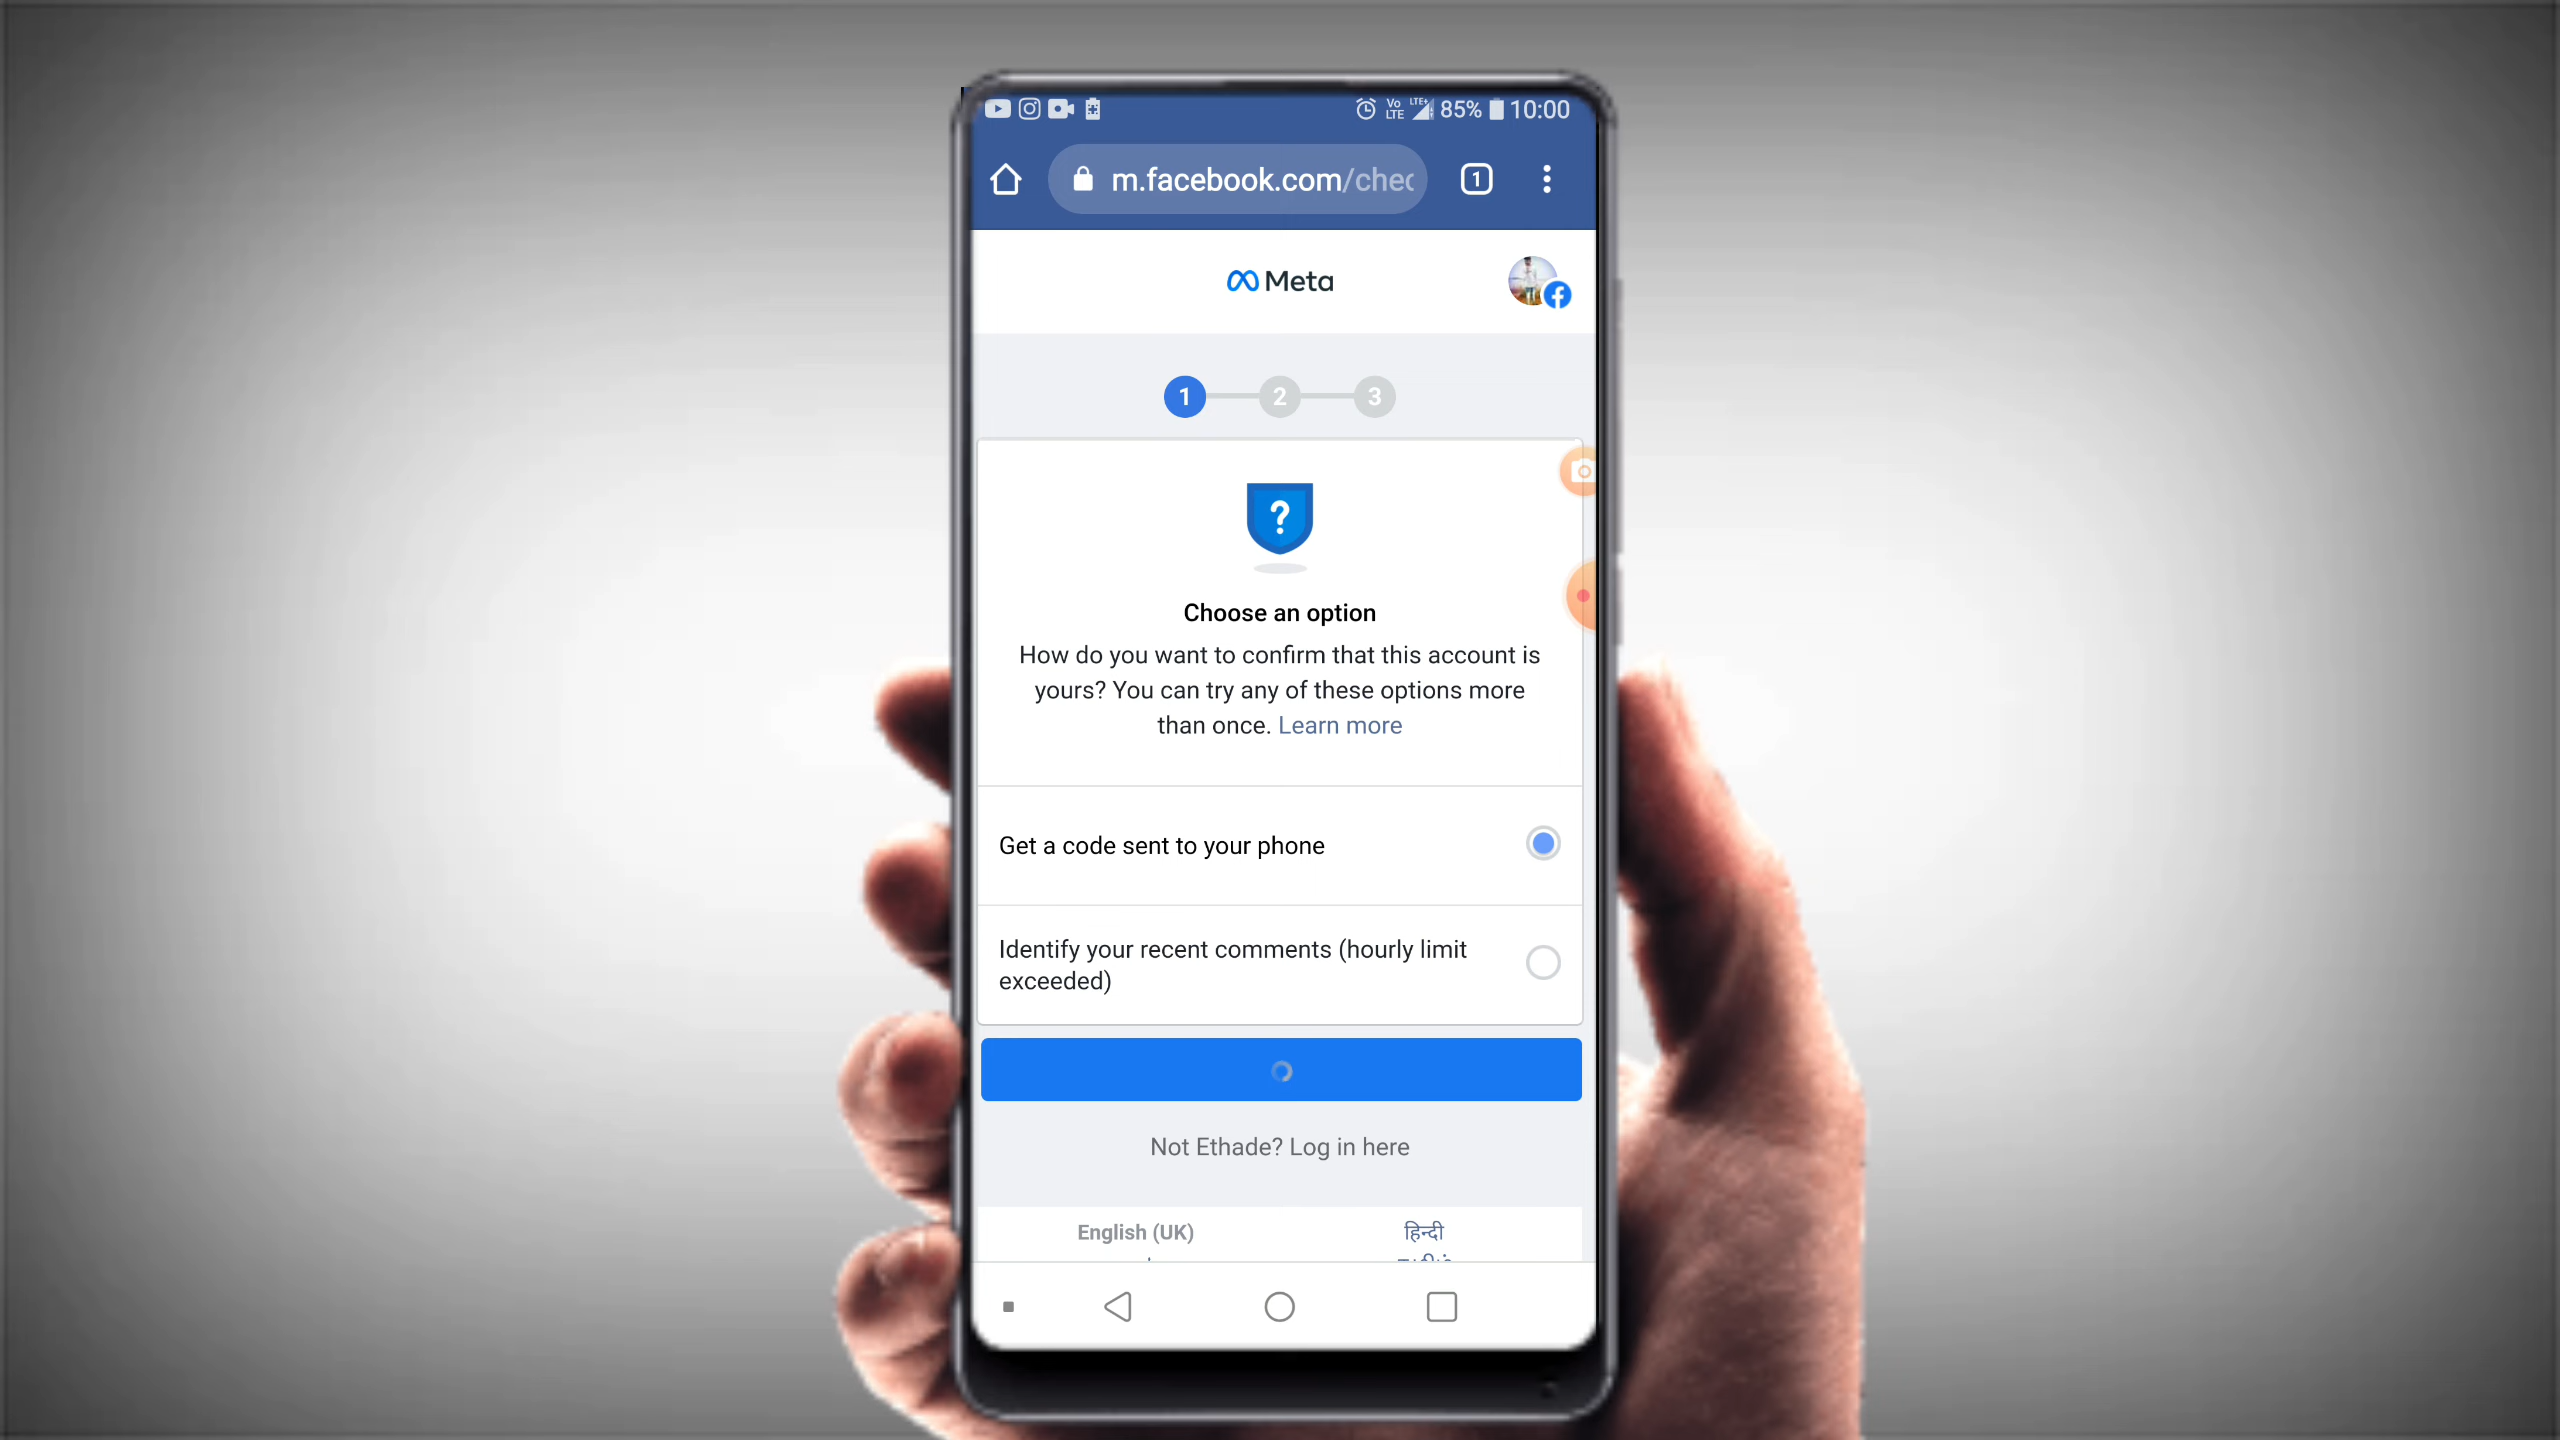 Vo LTE LTE+ 85% 10:00
m.facebook.com/chec
1
Meta
1 2 3
?
Choose an option
How do you want to confirm that this account is
yours? You can try any of these options more
than once. Learn more
Get a code sent to your phone
Identify your recent comments (hourly limit
exceeded)
Not Ethade? Log in here
English (UK) हिन्दी